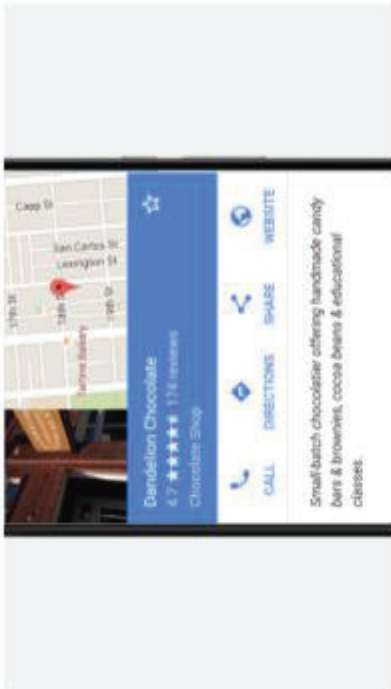 Capp St
San Carlos St
Lexington St
17th St
18th St
19th St
Tartine Bakery
Dandelion Chocolate
4.7 ★★★★★ 174 reviews
Chocolate Shop
CALL
DIRECTIONS
SHARE
WEBSITE
Small-batch chocolatier offering handmade candy
bars & brownies, cocoa beans & educational
classes.